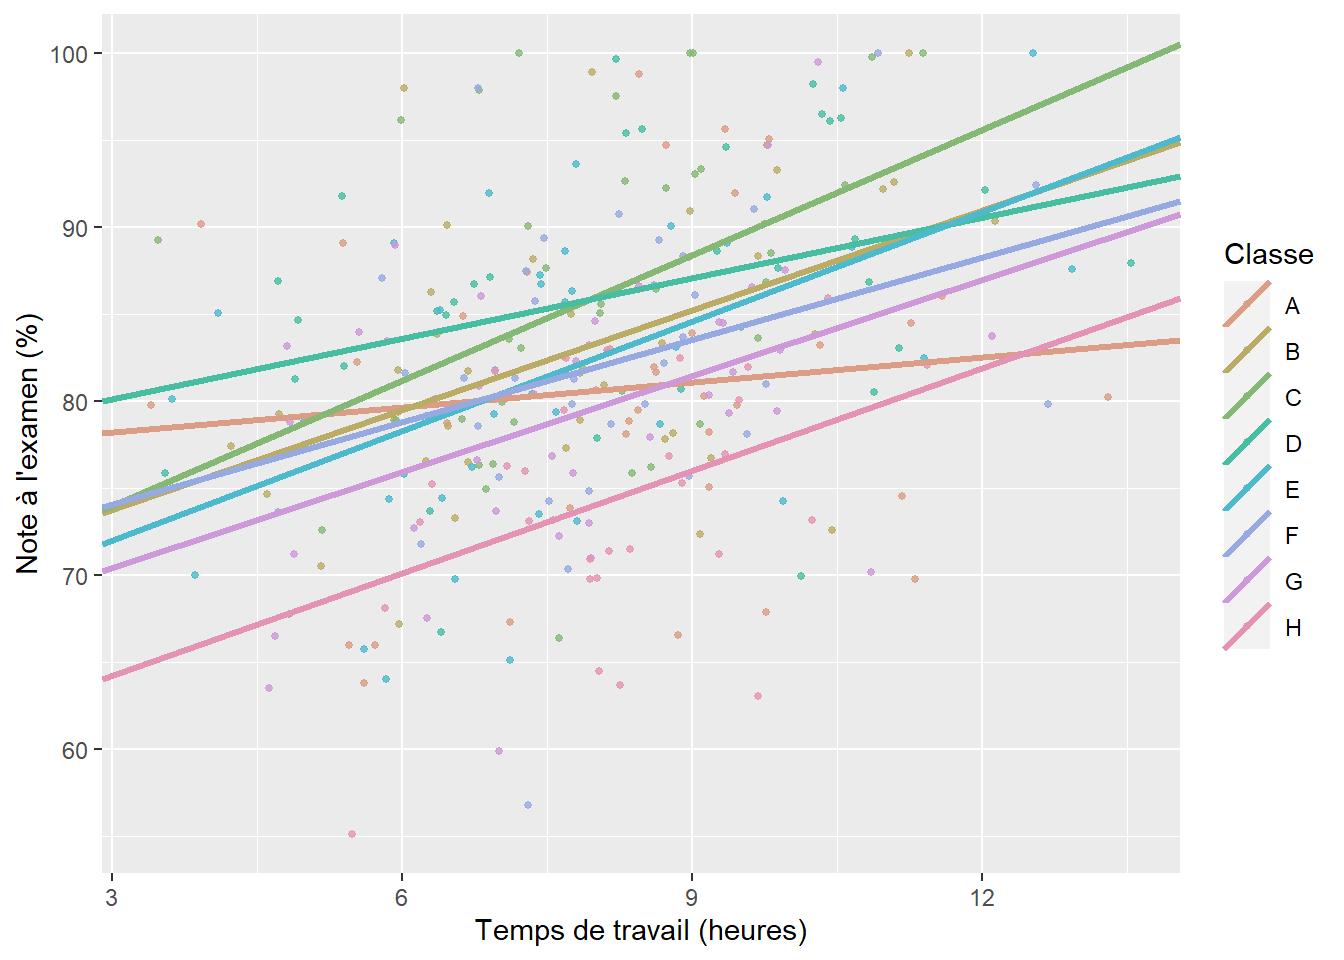 100
90
80
70
60
Note à l'examen (%)
3 6 9 12
Temps de travail (heures)
Classe
A
B
C
D
E
F
G
H